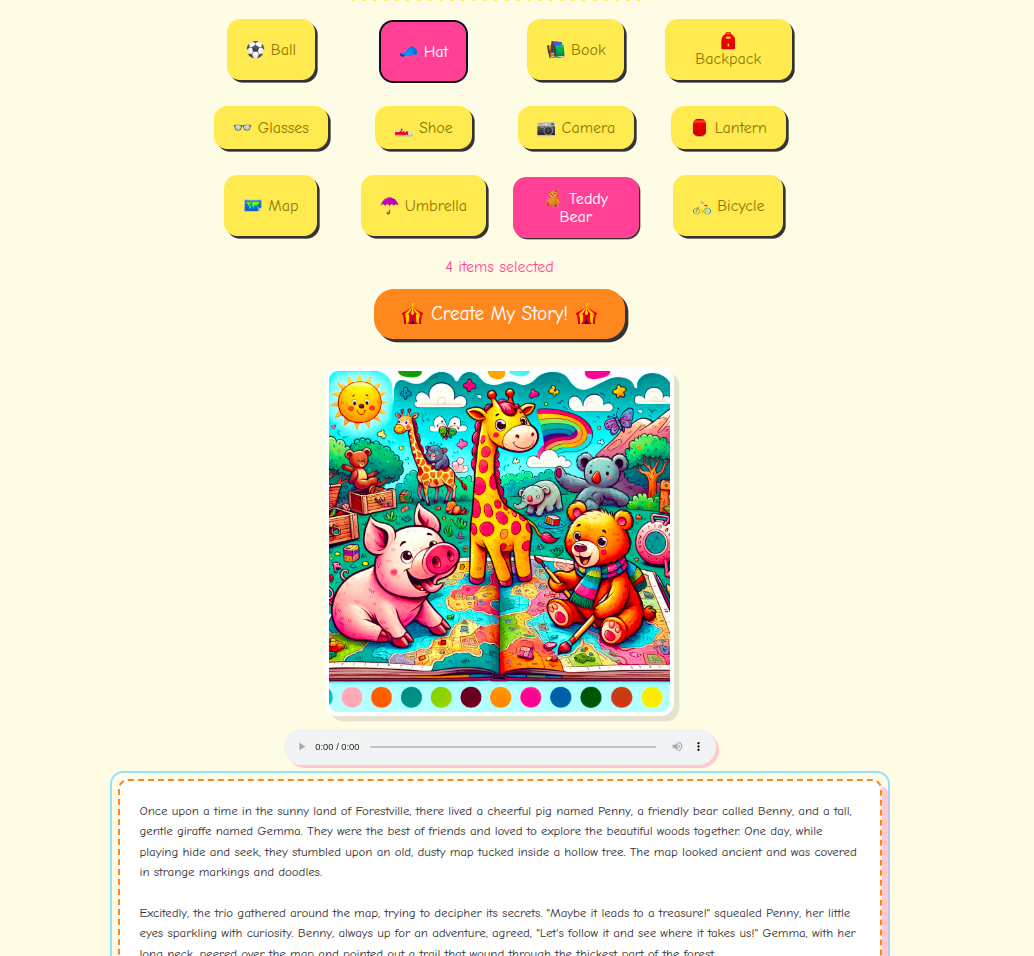 Ball
Hat
Book
Backpack
Glasses
Shoe
Camera
Lantern
Map
Umbrella
Teddy
Bear
Bicycle
4 items selected
Create My Story!
0:00 / 0:00
Once upon a time in the sunny land of Forestville, there lived a cheerful pig named Penny, a friendly bear called Benny, and a tall,
gentle giraffe named Gemma. They were the best of friends and loved to explore the beautiful woods together. One day, while
playing hide and seek, they stumbled upon an old, dusty map tucked inside a hollow tree. The map looked ancient and was covered
in strange markings and doodles.
Excitedly, the trio gathered around the map, trying to decipher its secrets. "Maybe it leads to a treasure!" squealed Penny, her little
eyes sparkling with curiosity. Benny, always up for an adventure, agreed, "Let's follow it and see where it takes us!" Gemma, with her
long neck, peered over the map and pointed out a trail that wound through the thickest part of the forest.